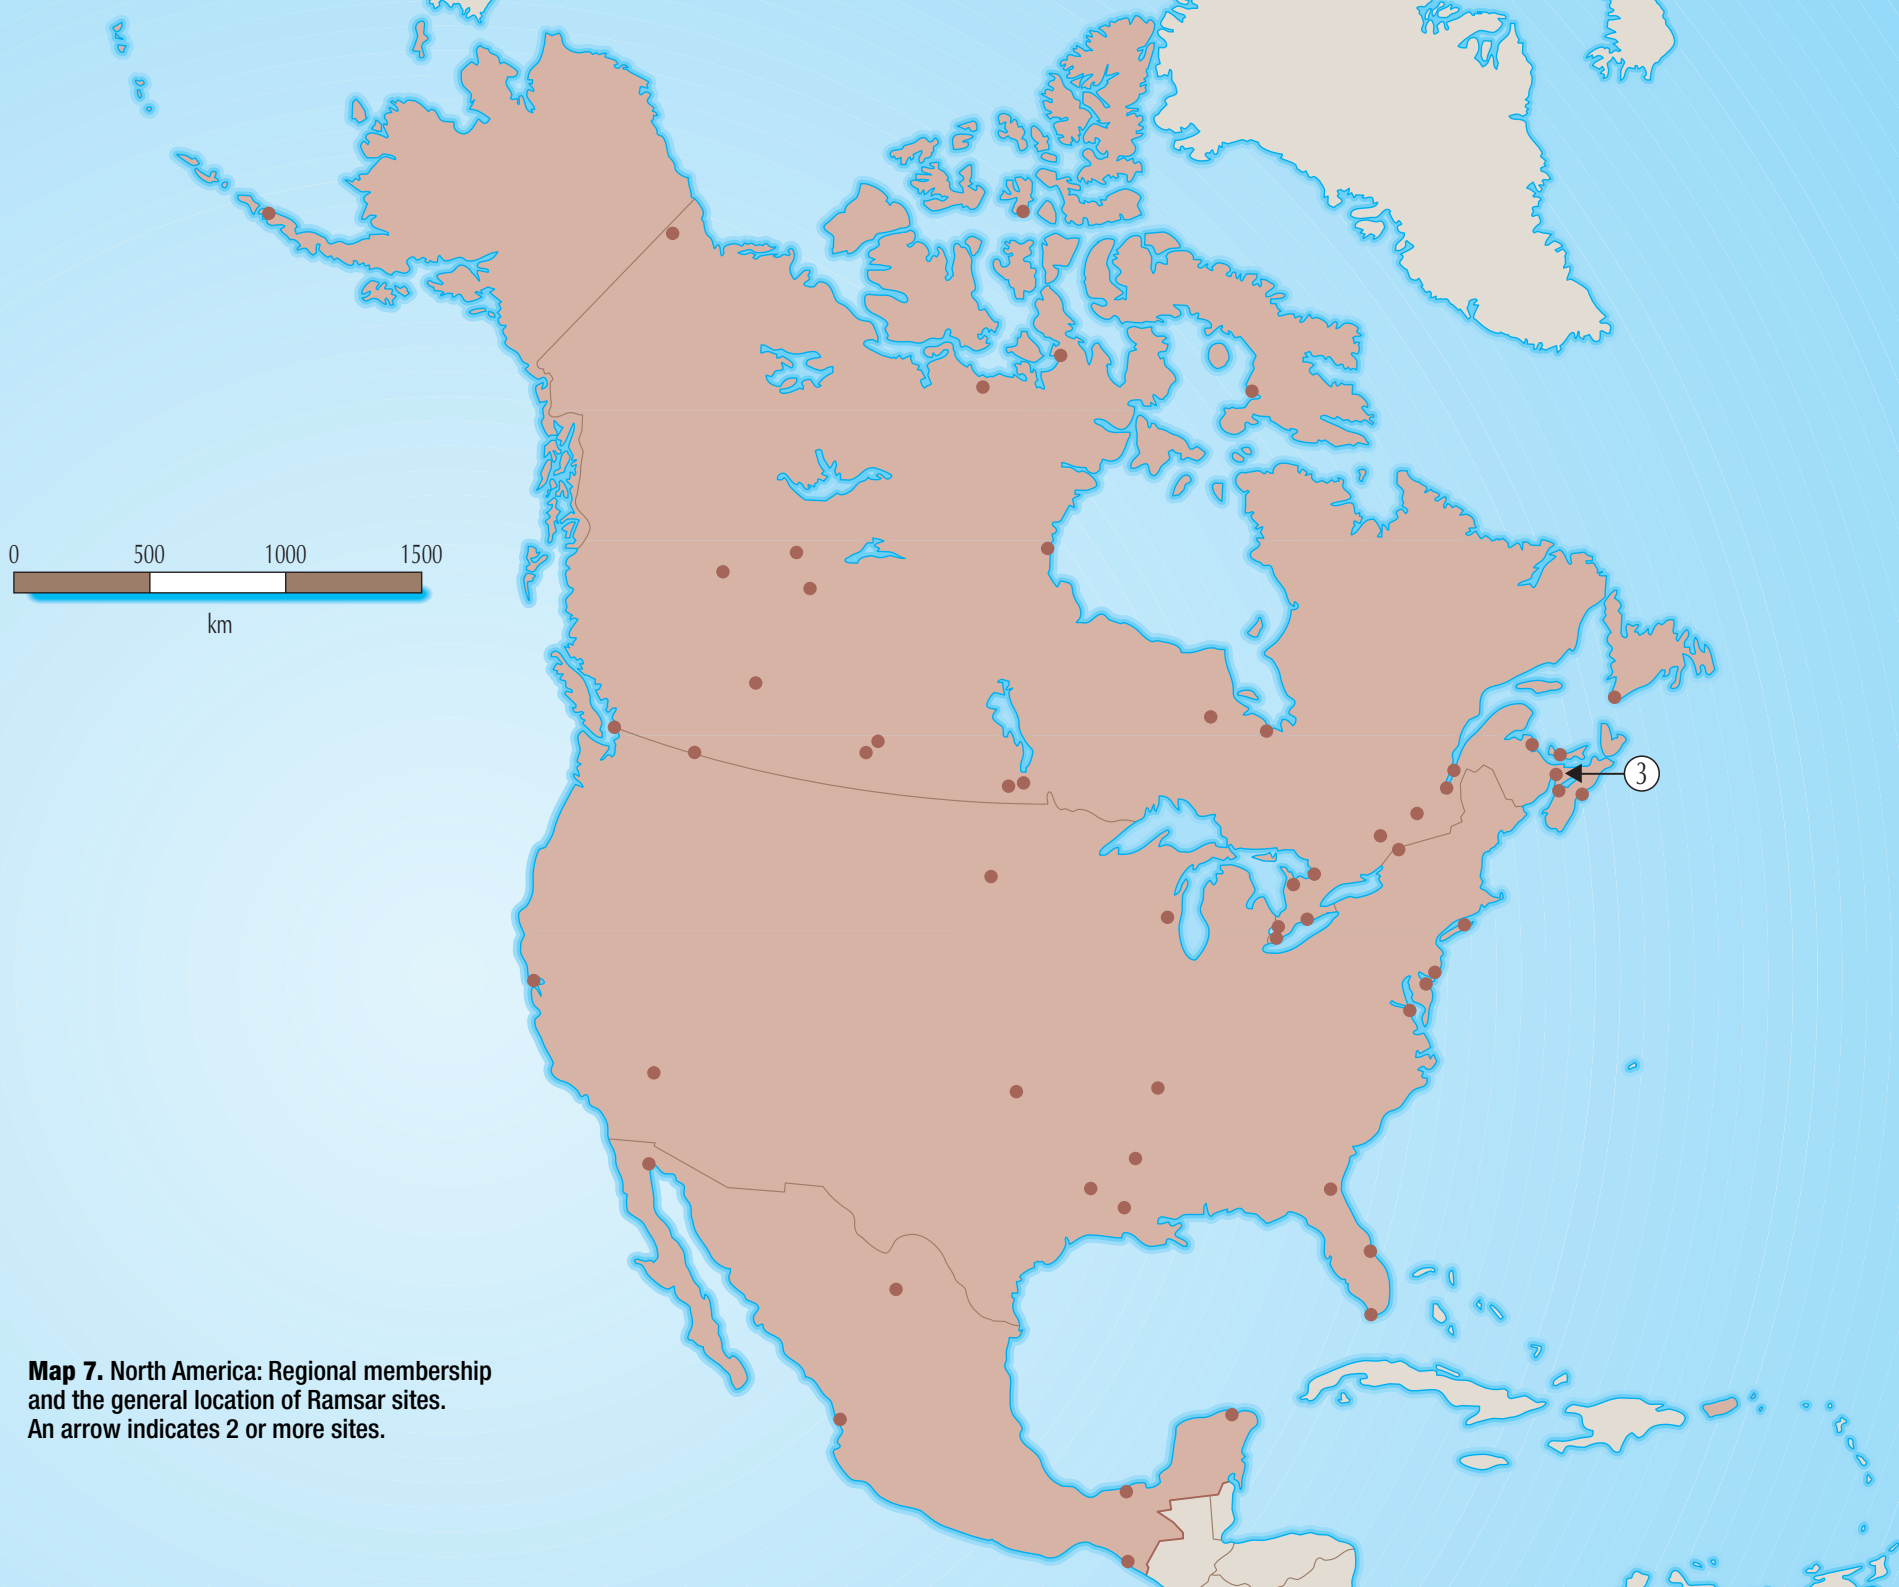 0 500 1000 1500
km
3
Map 7. North America: Regional membership
and the general location of Ramsar sites.
An arrow indicates 2 or more sites.